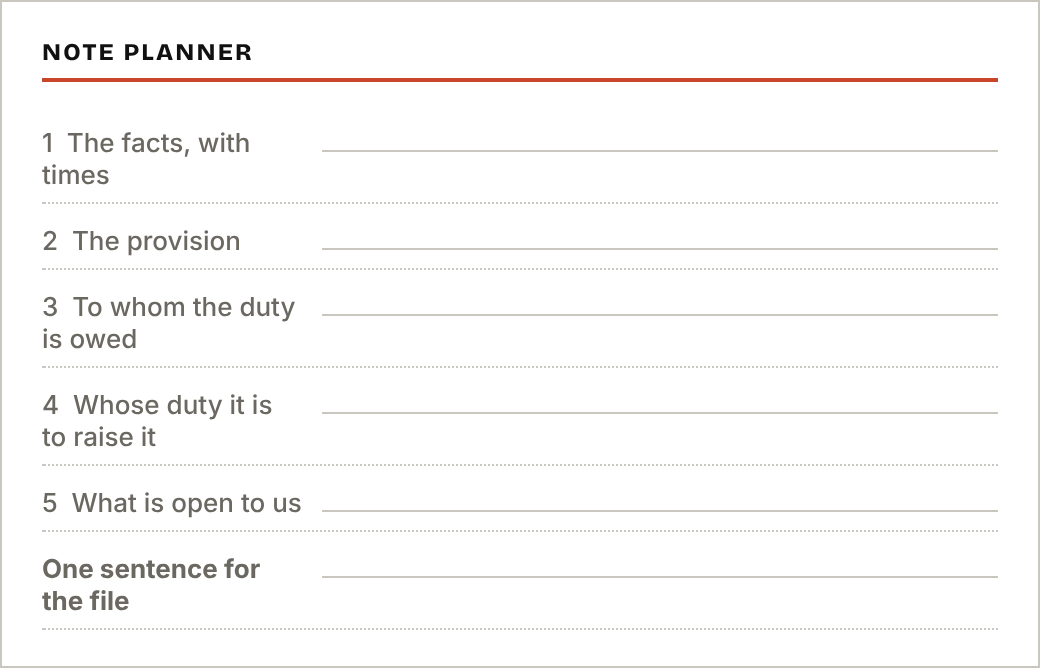 NOTE PLANNER
1 The facts, with
times
2 The provision
3 To whom the duty
is owed
4 Whose duty it is
to raise it
5 What is open to us
One sentence for
the file